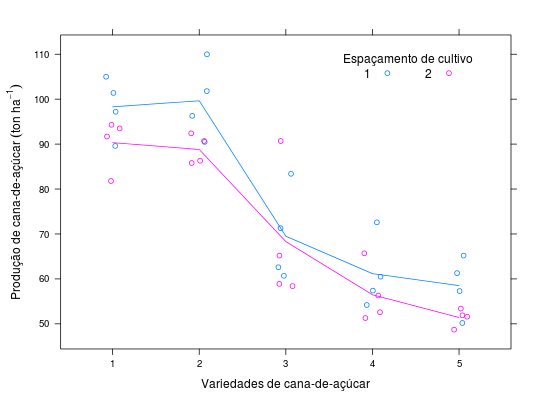 Espaçamento de cultivo
1 2
110
100
90
80
70
60
50
Produção de cana-de-açúcar (ton ha⁻¹)
1 2 3 4 5
Variedades de cana-de-açúcar